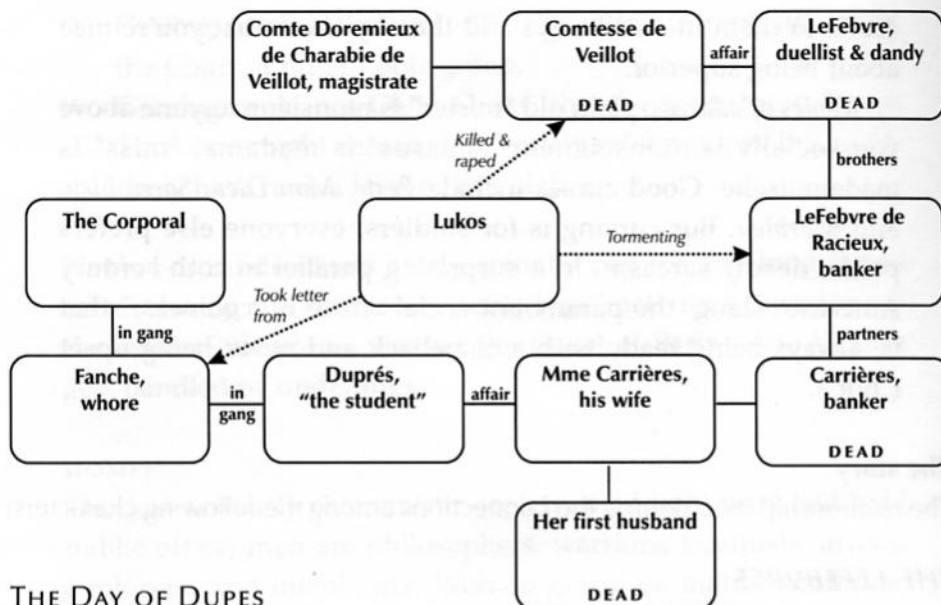 Comte Doremieux
de Charabie de
Veillot, magistrate
Comtesse de
Veillot
DEAD
affair
LeFebvre,
duellist & dandy
DEAD
Killed &
raped
brothers
The Corporal
Lukos
Tormenting
LeFebvre de
Racieux,
banker
Took letter
from
in gang
partners
Fanche,
whore
in
gang
Duprés,
"the student"
affair
Mme Carrières,
his wife
Carrières,
banker
DEAD
Her first husband
DEAD
THE DAY OF DUPES